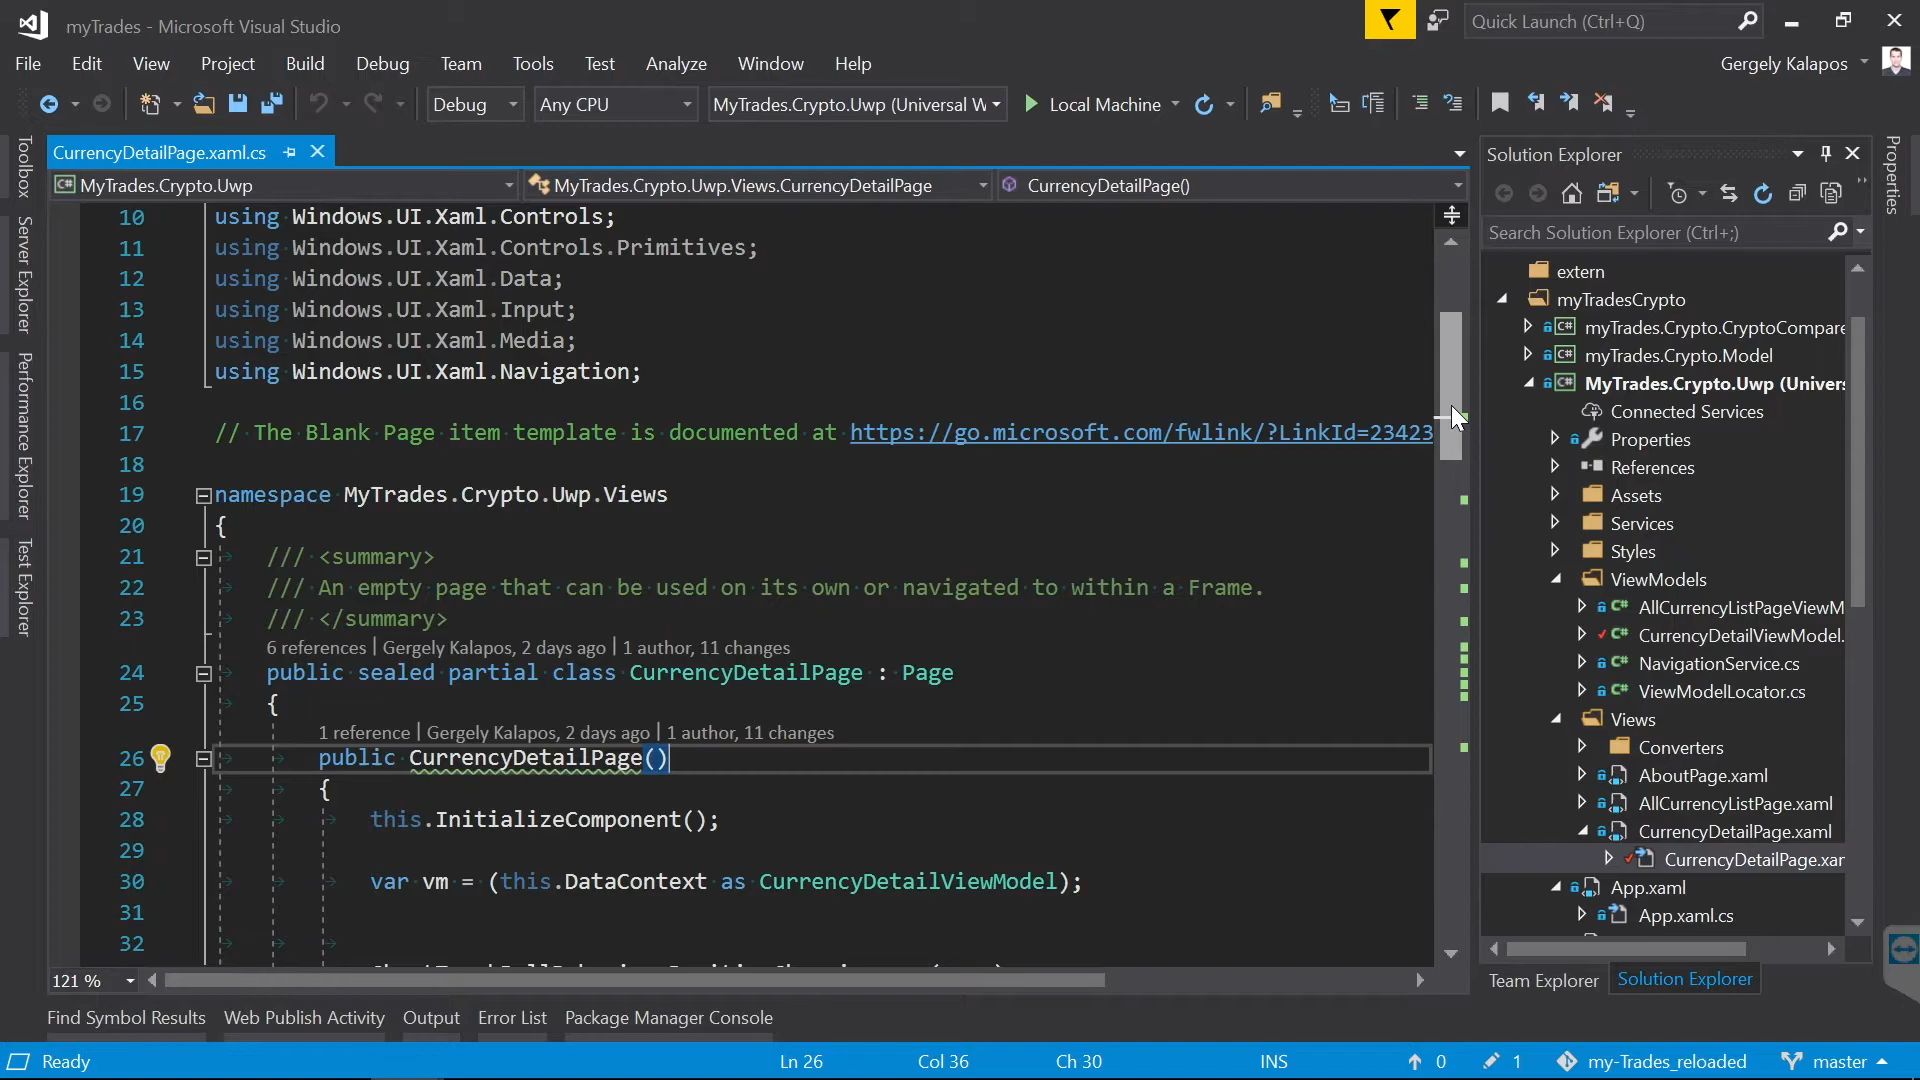 myTrades - Microsoft Visual Studio
Quick Launch (Ctrl+Q)
File Edit View Project Build Debug Team Tools Test Analyze Window Help
Gergely Kalapos
Debug Any CPU MyTrades.Crypto.Uwp (Universal W Local Machine
Toolbox
Server Explorer
Performance Explorer
Test Explorer
CurrencyDetailPage.xaml.cs
MyTrades.Crypto.Uwp MyTrades.Crypto.Uwp.Views.CurrencyDetailPage CurrencyDetailPage()
10 using Windows.UI.Xaml.Controls;
11 using Windows.UI.Xaml.Controls.Primitives;
12 using Windows.UI.Xaml.Data;
13 using Windows.UI.Xaml.Input;
14 using Windows.UI.Xaml.Media;
15 using Windows.UI.Xaml.Navigation;
16
17 // The Blank Page item template is documented at https://go.microsoft.com/fwlink/?LinkId=23423
18
19 namespace MyTrades.Crypto.Uwp.Views
20 {
21 /// <summary>
22 /// An empty page that can be used on its own or navigated to within a Frame.
23 /// </summary>
6 references | Gergely Kalapos, 2 days ago | 1 author, 11 changes
24 public sealed partial class CurrencyDetailPage : Page
25 {
1 reference | Gergely Kalapos, 2 days ago | 1 author, 11 changes
26 public CurrencyDetailPage()
27 {
28 this.InitializeComponent();
29
30 var vm = (this.DataContext as CurrencyDetailViewModel);
31
32
121 %
Solution Explorer
Search Solution Explorer (Ctrl+;)
extern
myTradesCrypto
C# myTrades.Crypto.CryptoCompare
C# myTrades.Crypto.Model
C# MyTrades.Crypto.Uwp (Univers
Connected Services
Properties
References
Assets
Services
Styles
ViewModels
C# AllCurrencyListPageViewM
C# CurrencyDetailViewModel.
C# NavigationService.cs
C# ViewModelLocator.cs
Views
Converters
AboutPage.xaml
AllCurrencyListPage.xaml
CurrencyDetailPage.xaml
CurrencyDetailPage.xar
App.xaml
App.xaml.cs
Team Explorer Solution Explorer
Properties
Find Symbol Results Web Publish Activity Output Error List Package Manager Console
Ready Ln 26 Col 36 Ch 30 INS 0 1 my-Trades_reloaded master